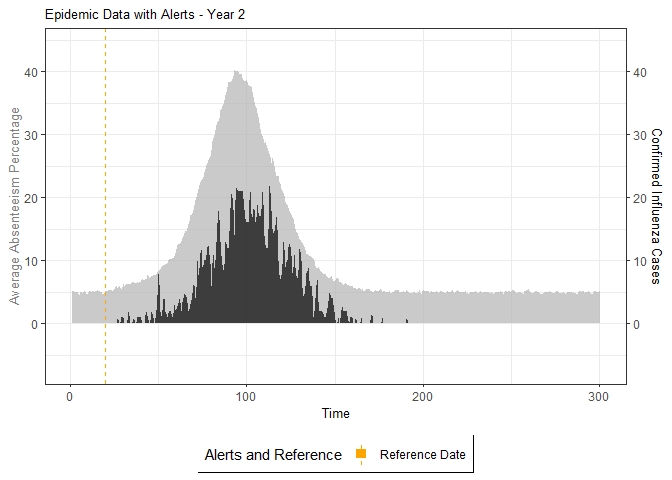 Epidemic Data with Alerts - Year 2
Average Absenteeism Percentage
40
30
20
10
0
40
30
20
10
0
Confirmed Influenza Cases
0
100
200
300
Time
Alerts and Reference
Reference Date